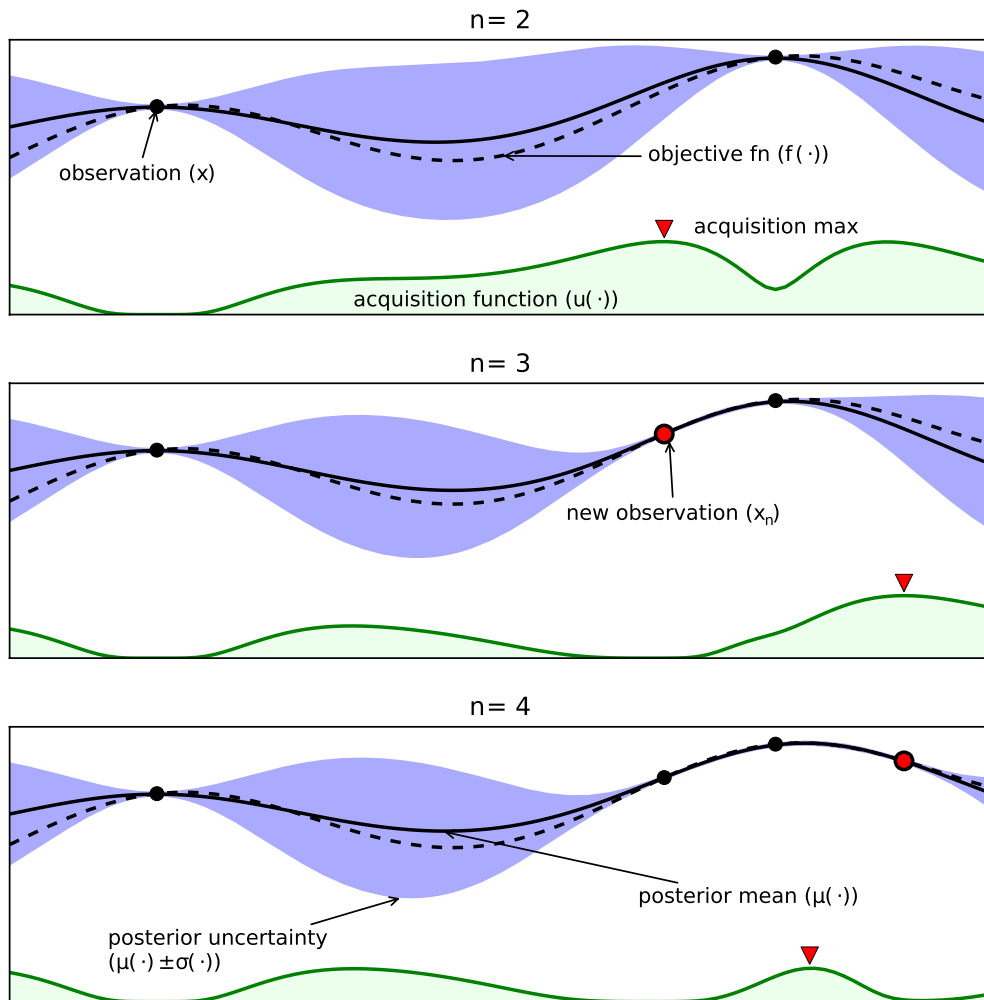 n= 2
observation (x)
objective fn (f( ·))
acquisition max
acquisition function (u( ·))
n= 3
new observation (xn)
n= 4
posterior mean (μ( ·))
posterior uncertainty
(μ( ·) ±σ( ·))